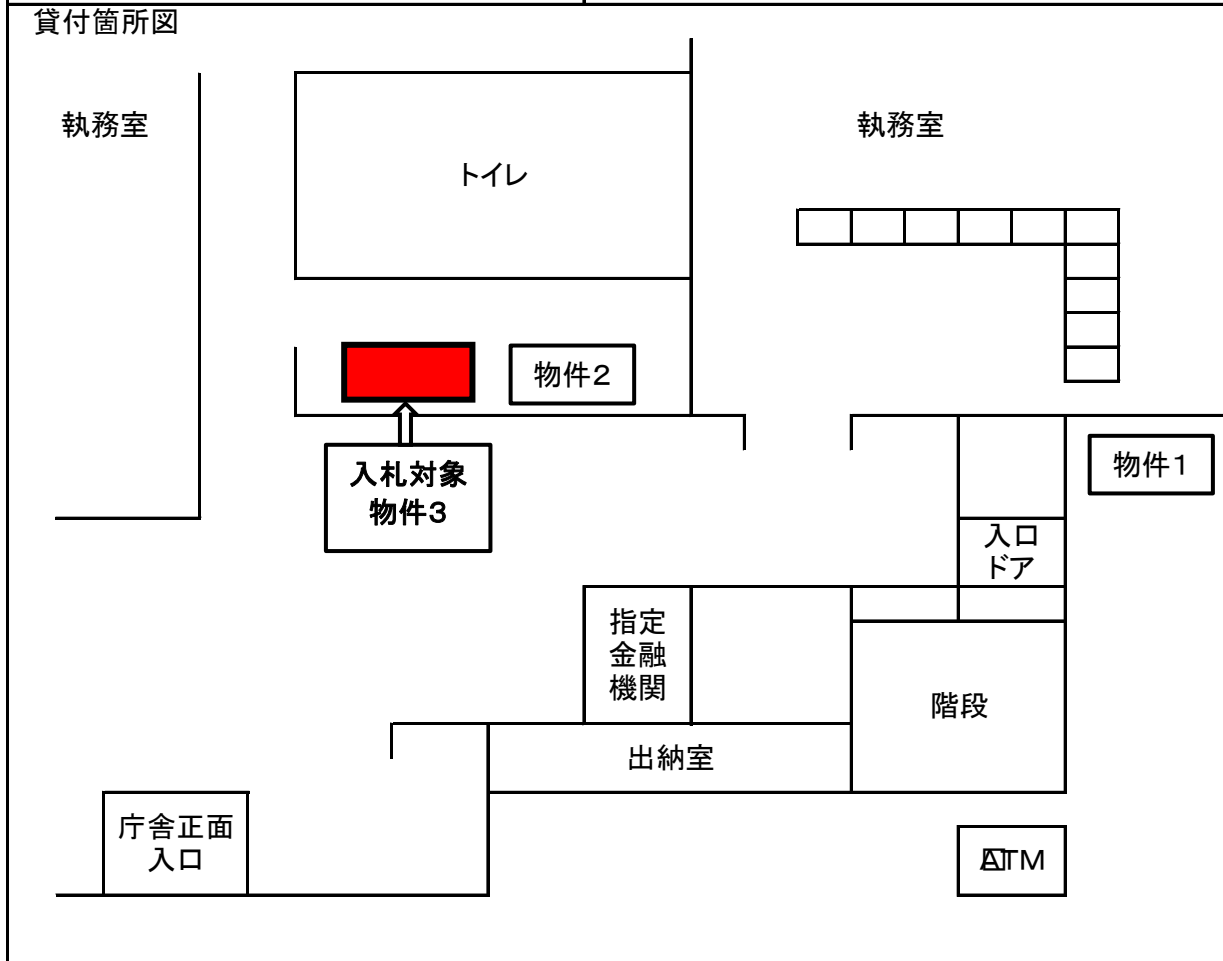 貸付箇所図
執務室
執務室
トイレ
物件2
入札対象
物件3
物件1
入口
ドア
指定
金融
機関
階段
出納室
庁舎正面
入口
ATM